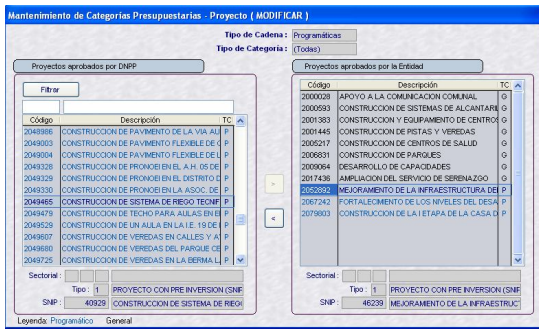 Mantenimiento de Categorías Presupuestarias - Proyecto ( MODIFICAR )
Tipo de Cadena : Programáticas
Tipo de Categoría : (Todas)
Proyectos aprobados por DNPP
Filtrar
Código Descripción TC
2048986 CONSTRUCCION DE PAVIMENTO DE LA VIA AU P
2049003 CONSTRUCCION DE PAVIMENTO FLEXIBLE DE C P
2049004 CONSTRUCCION DE PAVIMENTO FLEXIBLE DE P
2049328 CONSTRUCCION DE PRONOEI EN EL A.H. 05 DE P
2049329 CONSTRUCCION DE PRONOEI EN EL DISTRITO D P
2049330 CONSTRUCCION DE PRONOEI EN LA ASOC. DE P
2049465 CONSTRUCCION DE SISTEMA DE RIEGO TECNIF P
2049479 CONSTRUCCION DE TECHO PARA AULAS EN El P
2049529 CONSTRUCCION DE UN AULA EN LA I.E. 19 DE P
2049607 CONSTRUCCION DE VEREDAS EN CALLES Y P
2049680 CONSTRUCCION DE VEREDAS DEL PARQUE CE P
2049725 CONSTRUCCION DE VEREDAS EN LA BERMA L P
Sectorial :
Tipo : 1 PROYECTO CON PRE INVERSION (SNIF
SNIP : 40929 CONSTRUCCION DE SISTEMA DE RIEG
>
<
Proyectos aprobados por la Entidad
Código Descripción TC
2000028 APOYO A LA COMUNICACION COMUNAL G
2000593 CONSTRUCCION DE SISTEMAS DE ALCANTARIL G
2001383 CONSTRUCCION Y EQUIPAMIENTO DE CENTROS G
2001445 CONSTRUCCION DE PISTAS Y VEREDAS G
2005217 CONSTRUCCION DE CENTROS DE SALUD G
2006831 CONSTRUCCION DE PARQUES G
2009064 DESARROLLO DE CAPACIDADES G
2017436 AMPLIACION DEL SERVICIO DE SERENAZGO G
2052892 MEJORAMIENTO DE LA INFRAESTRUCTURA DEL P
2067242 FORTALECIMIENTO DE LOS NIVELES DEL DESA P
2079803 CONSTRUCCION DE LA I ETAPA DE LA CASA D P
Sectorial :
Tipo : 1 PROYECTO CON PRE INVERSION (SNIF
SNIP : 46239 MEJORAMIENTO DE LA INFRAESTRUC
Leyenda: Programático General